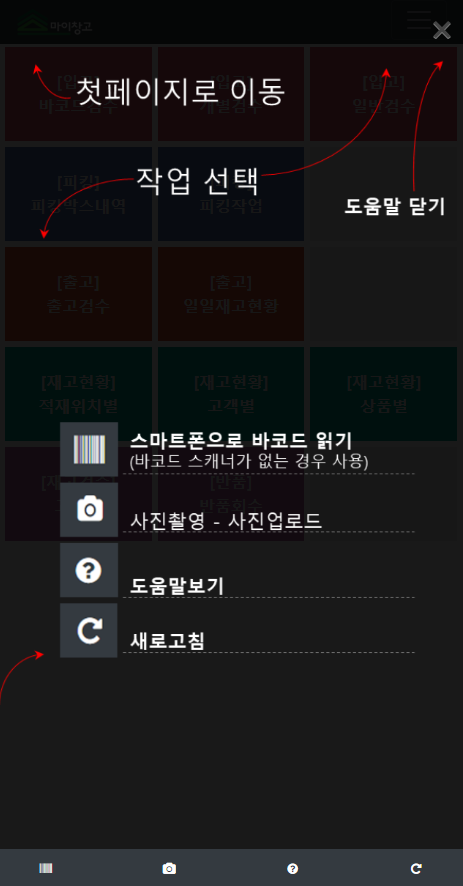 마이창고
첫페이지로 이동
[입고]
일반검수
작업 선택
[피킹]
피킹박스내역
피킹작업
도움말 닫기
[출고]
출고검수
[출고]
일일재고현황
[재고현황]
적재위치별
[재고현황]
고객별
[재고현황]
상품별
스마트폰으로 바코드 읽기
(바코드 스캐너가 없는 경우 사용)
[반품]
사진촬영 - 사진업로드
도움말보기
새로고침